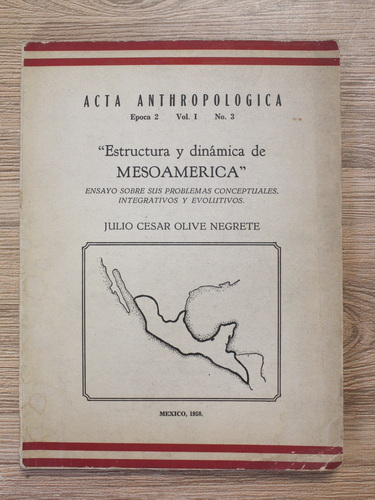 ACTA ANTHROPOLOGICA
Epoca 2 Vol. I No. 3
"Estructura y dinámica de
MESOAMERICA"
ENSAYO SOBRE SUS PROBLEMAS CONCEPTUALES.
INTEGRATIVOS Y EVOLUTIVOS.
JULIO CESAR OLIVE NEGRETE
MEXICO, 1958.